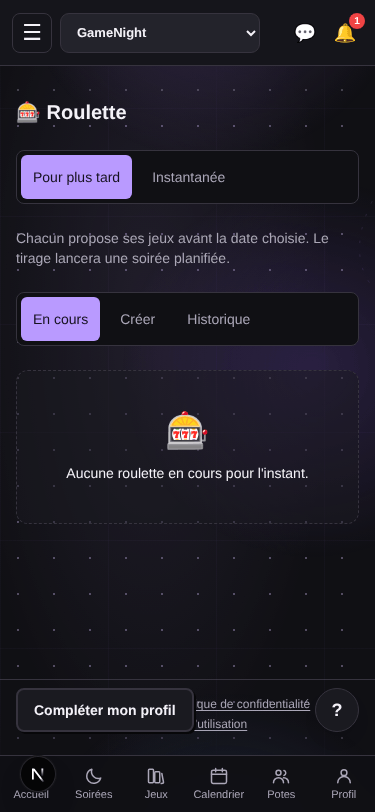 GameNight
1
Roulette
Pour plus tard
Instantanée
Chacun propose ses jeux avant la date choisie. Le
tirage lancera une soirée planifiée.
En cours
Créer
Historique
Aucune roulette en cours pour l'instant.
Compléter mon profil
de confidentialité
utilisation
?
N
Accueil
Soirées
Jeux
Calendrier
Potes
Profil